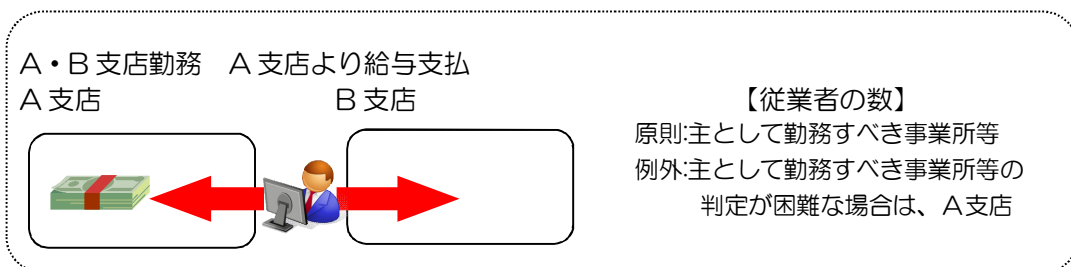 A・B支店勤務　A支店より給与支払
A支店　B支店
【従業者の数】
原則:主として勤務すべき事業所等
例外:主として勤務すべき事業所等の
判定が困難な場合は、A支店